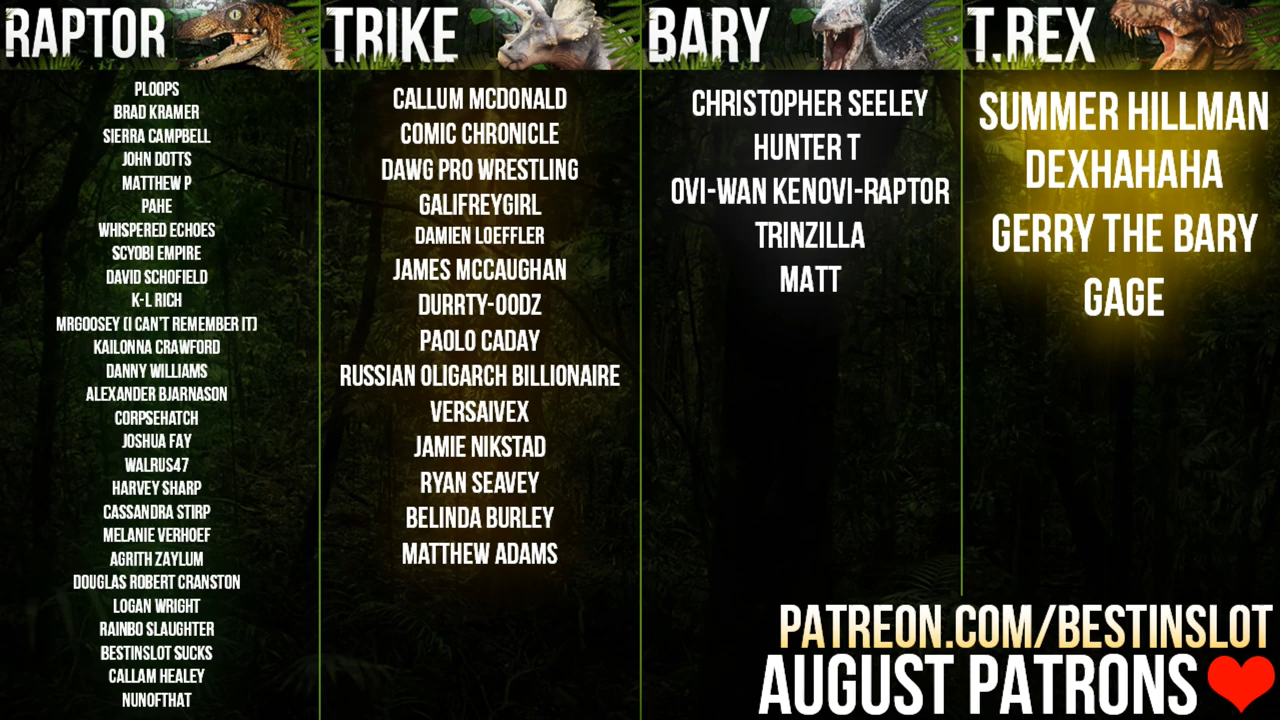 RAPTOR
PLOOPS
BRAD KRAMER
SIERRA CAMPBELL
JOHN DOTTS
MATTHEW P
PAHE
WHISPERED ECHOES
SCYOBI EMPIRE
DAVID SCHOFIELD
K-L RICH
MRGOOSEY (I CAN'T REMEMBER IT)
KAILONNA CRAWFORD
DANNY WILLIAMS
ALEXANDER BJARNASON
CORPSEHATCH
JOSHUA FAY
WALRUS47
HARVEY SHARP
CASSANDRA STIRP
MELANIE VERHOEF
AGRITH ZAYLUM
DOUGLAS ROBERT CRANSTON
LOGAN WRIGHT
RAINBO SLAUGHTER
BESTINSLOT SUCKS
CALLAM HEALEY
NUNOFTHAT
TRIKE
CALLUM MCDONALD
COMIC CHRONICLE
DAWG PRO WRESTLING
GALIFREYGIRL
DAMIEN LOEFFLER
JAMES MCCAUGHAN
DURRTY-OODZ
PAOLO CADAY
RUSSIAN OLIGARCH BILLIONAIRE
VERSAIVEX
JAMIE NIKSTAD
RYAN SEAVEY
BELINDA BURLEY
MATTHEW ADAMS
BARY
CHRISTOPHER SEELEY
HUNTER T
OVI-WAN KENOVI-RAPTOR
TRINZILLA
MATT
T.REX
SUMMER HILLMAN
DEXHAHAHA
GERRY THE BARY
GAGE
PATREON.COM/BESTINSLOT
AUGUST PATRONS